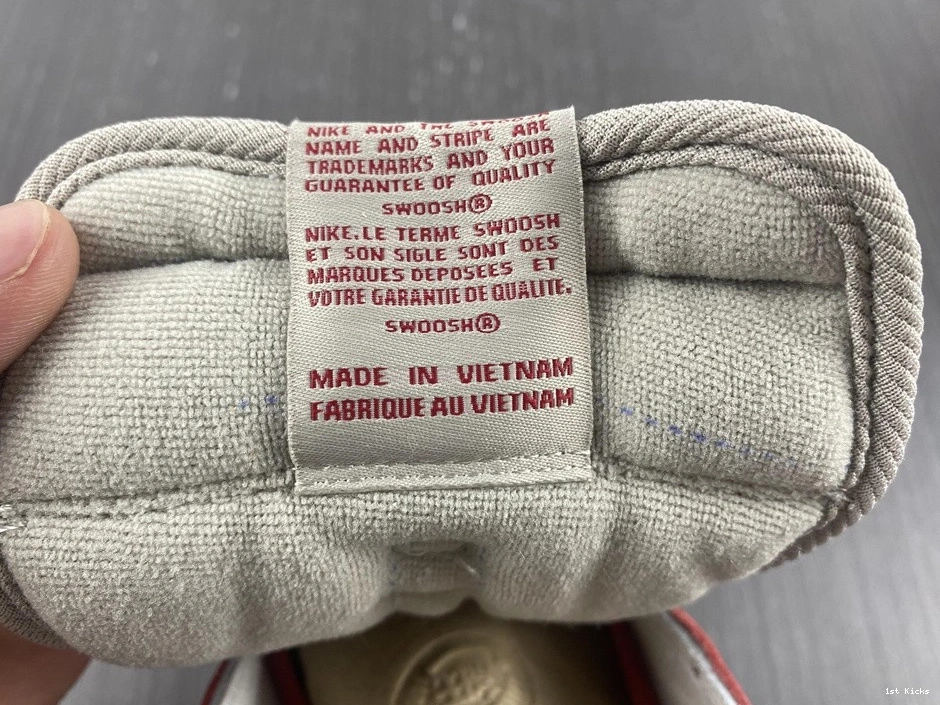 NIKE AND THE SWOOSH
NAME AND STRIPE ARE
TRADEMARKS AND YOUR
GUARANTEE OF QUALITY
SWOOSH®
NIKE.LE TERME SWOOSH
ET SON SIGLE SONT DES
MARQUES DEPOSEES ET
VOTRE GARANTIE DE QUALITE.
SWOOSH®
MADE IN VIETNAM
FABRIQUE AU VIETNAM
1st Kicks